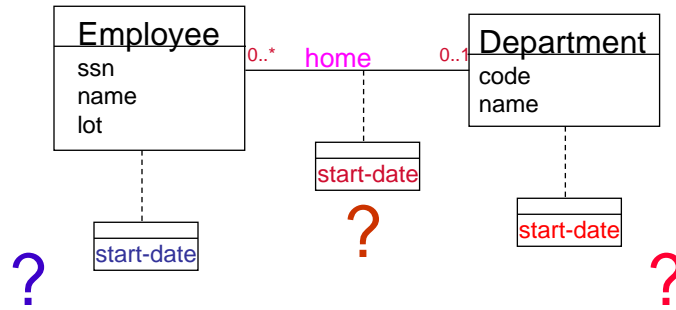 Employee
ssn
name
lot
0..*
home
0..1
Department
code
name
start-date
start-date
start-date
?
?
?